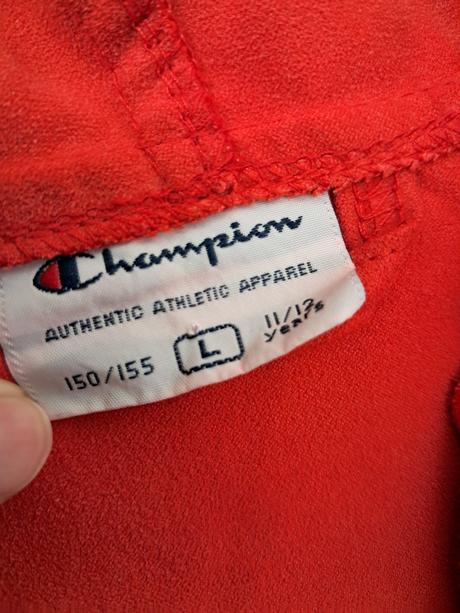 Champion
AUTHENTIC ATHLETIC APPAREL
150/155 L 11/12
years